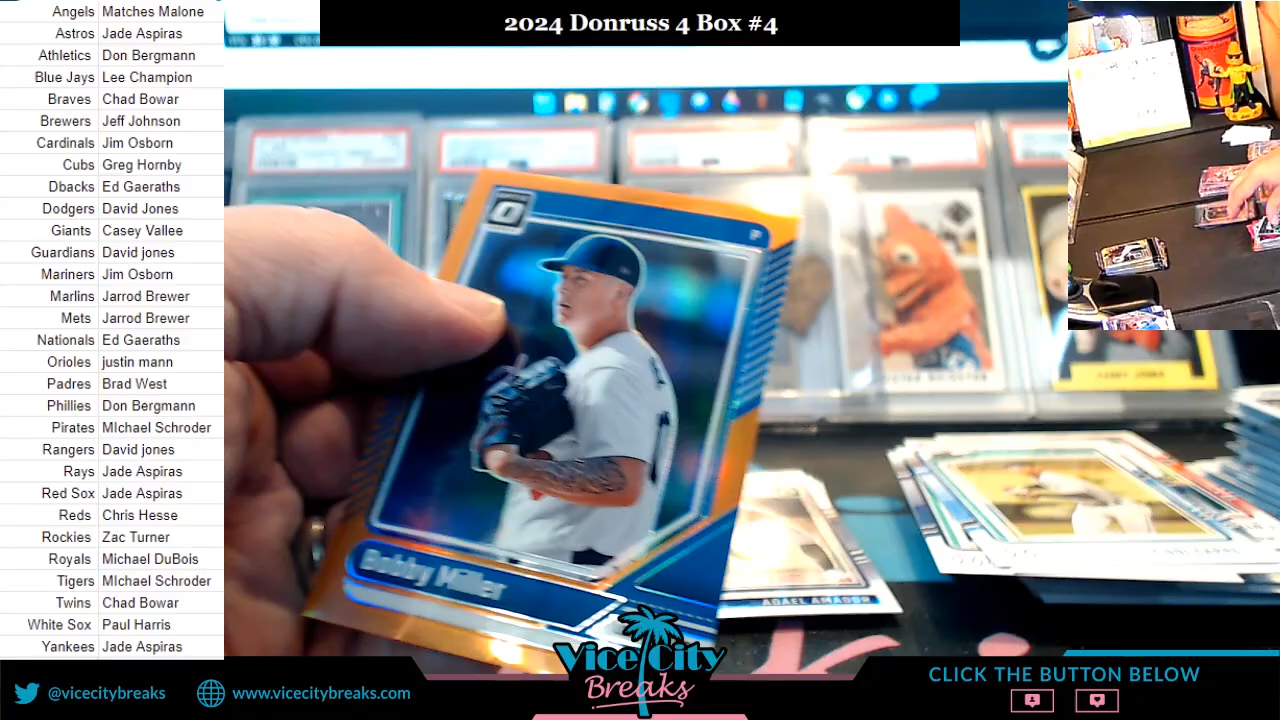 2024 Donruss 4 Box #4
Angels Matches Malone
Astros Jade Aspiras
Athletics Don Bergmann
Blue Jays Lee Champion
Braves Chad Bowar
Brewers Jeff Johnson
Cardinals Jim Osborn
Cubs Greg Hornby
Dbacks Ed Gaeraths
Dodgers David Jones
Giants Casey Vallee
Guardians David jones
Mariners Jim Osborn
Marlins Jarrod Brewer
Mets Jarrod Brewer
Nationals Ed Gaeraths
Orioles justin mann
Padres Brad West
Phillies Don Bergmann
Pirates MIchael Schroder
Rangers David jones
Rays Jade Aspiras
Red Sox Jade Aspiras
Reds Chris Hesse
Rockies Zac Turner
Royals Michael DuBois
Tigers MIchael Schroder
Twins Chad Bowar
White Sox Paul Harris
Yankees Jade Aspiras
P
Bobby Miller
ADAEL AMADOR
Vice City
Breaks
@vicecitybreaks
www.vicecitybreaks.com
CLICK THE BUTTON BELOW